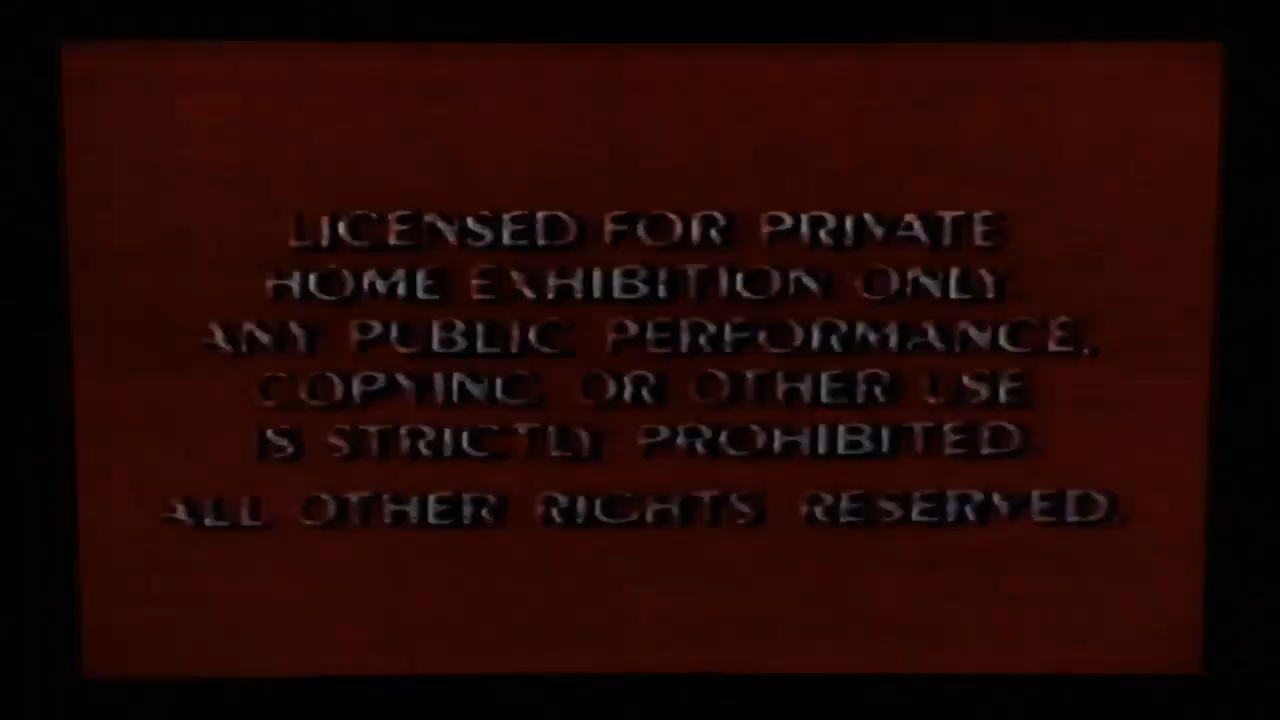 LICENSED FOR PRIVATE
HOME EXHIBITION ONLY.
ANY PUBLIC PERFORMANCE,
COPYING OR OTHER USE
IS STRICTLY PROHIBITED.
ALL OTHER RIGHTS RESERVED.